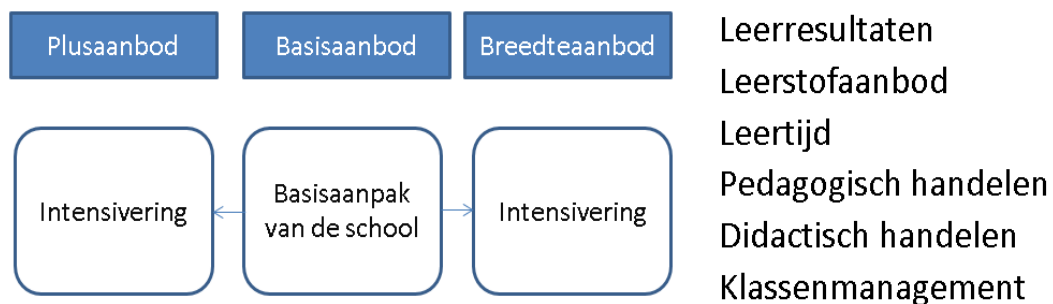 Plusaanbod
Basisaanbod
Breedteaanbod
Intensivering
Basisaanpak
van de school
Intensivering
Leerresultaten
Leerstofaanbod
Leertijd
Pedagogisch handelen
Didactisch handelen
Klassenmanagement